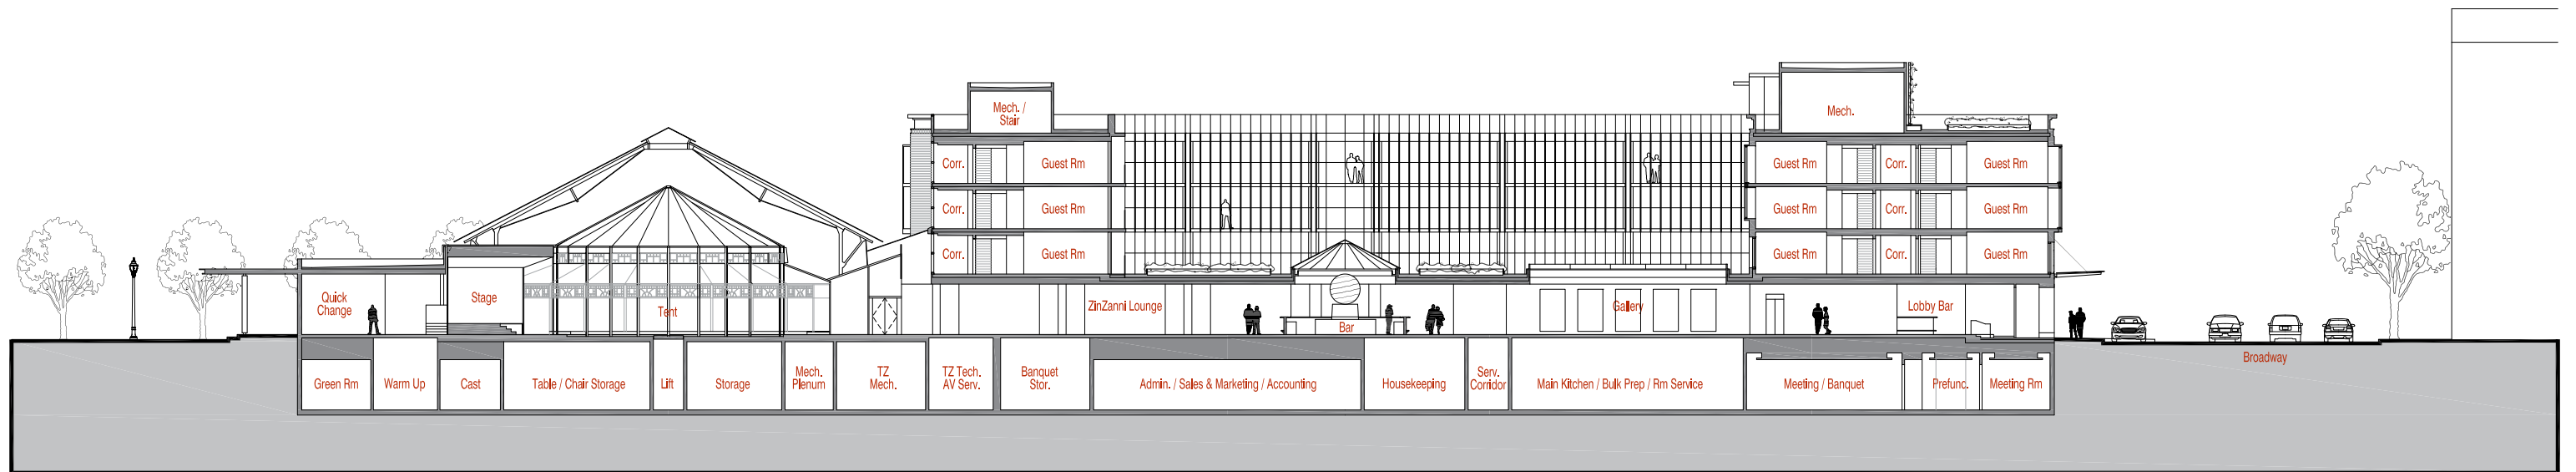 Mech. /
Stair
Mech.
Corr.
Guest Rm
Guest Rm
Corr.
Guest Rm
Corr.
Guest Rm
Guest Rm
Corr.
Guest Rm
Corr.
Guest Rm
Guest Rm
Corr.
Guest Rm
Quick
Change
Stage
Tent
ZinZanni Lounge
Bar
Gallery
Lobby Bar
Broadway
Green Rm
Warm Up
Cast
Table / Chair Storage
Lift
Storage
Mech.
Plenum
TZ
Mech.
TZ Tech.
AV Serv.
Banquet
Stor.
Admin. / Sales & Marketing / Accounting
Housekeeping
Serv.
Corridor
Main Kitchen / Bulk Prep / Rm Service
Meeting / Banquet
Prefunc.
Meeting Rm